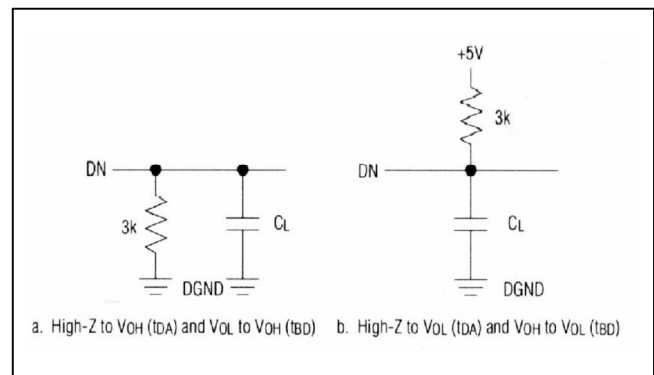 +5V
3k
DN
DN
3k
CL
CL
DGND
DGND
a. High-Z to VOH (tDA) and VOL to VOH (tBD)
b. High-Z to VOL (tDA) and VOH to VOL (tBD)